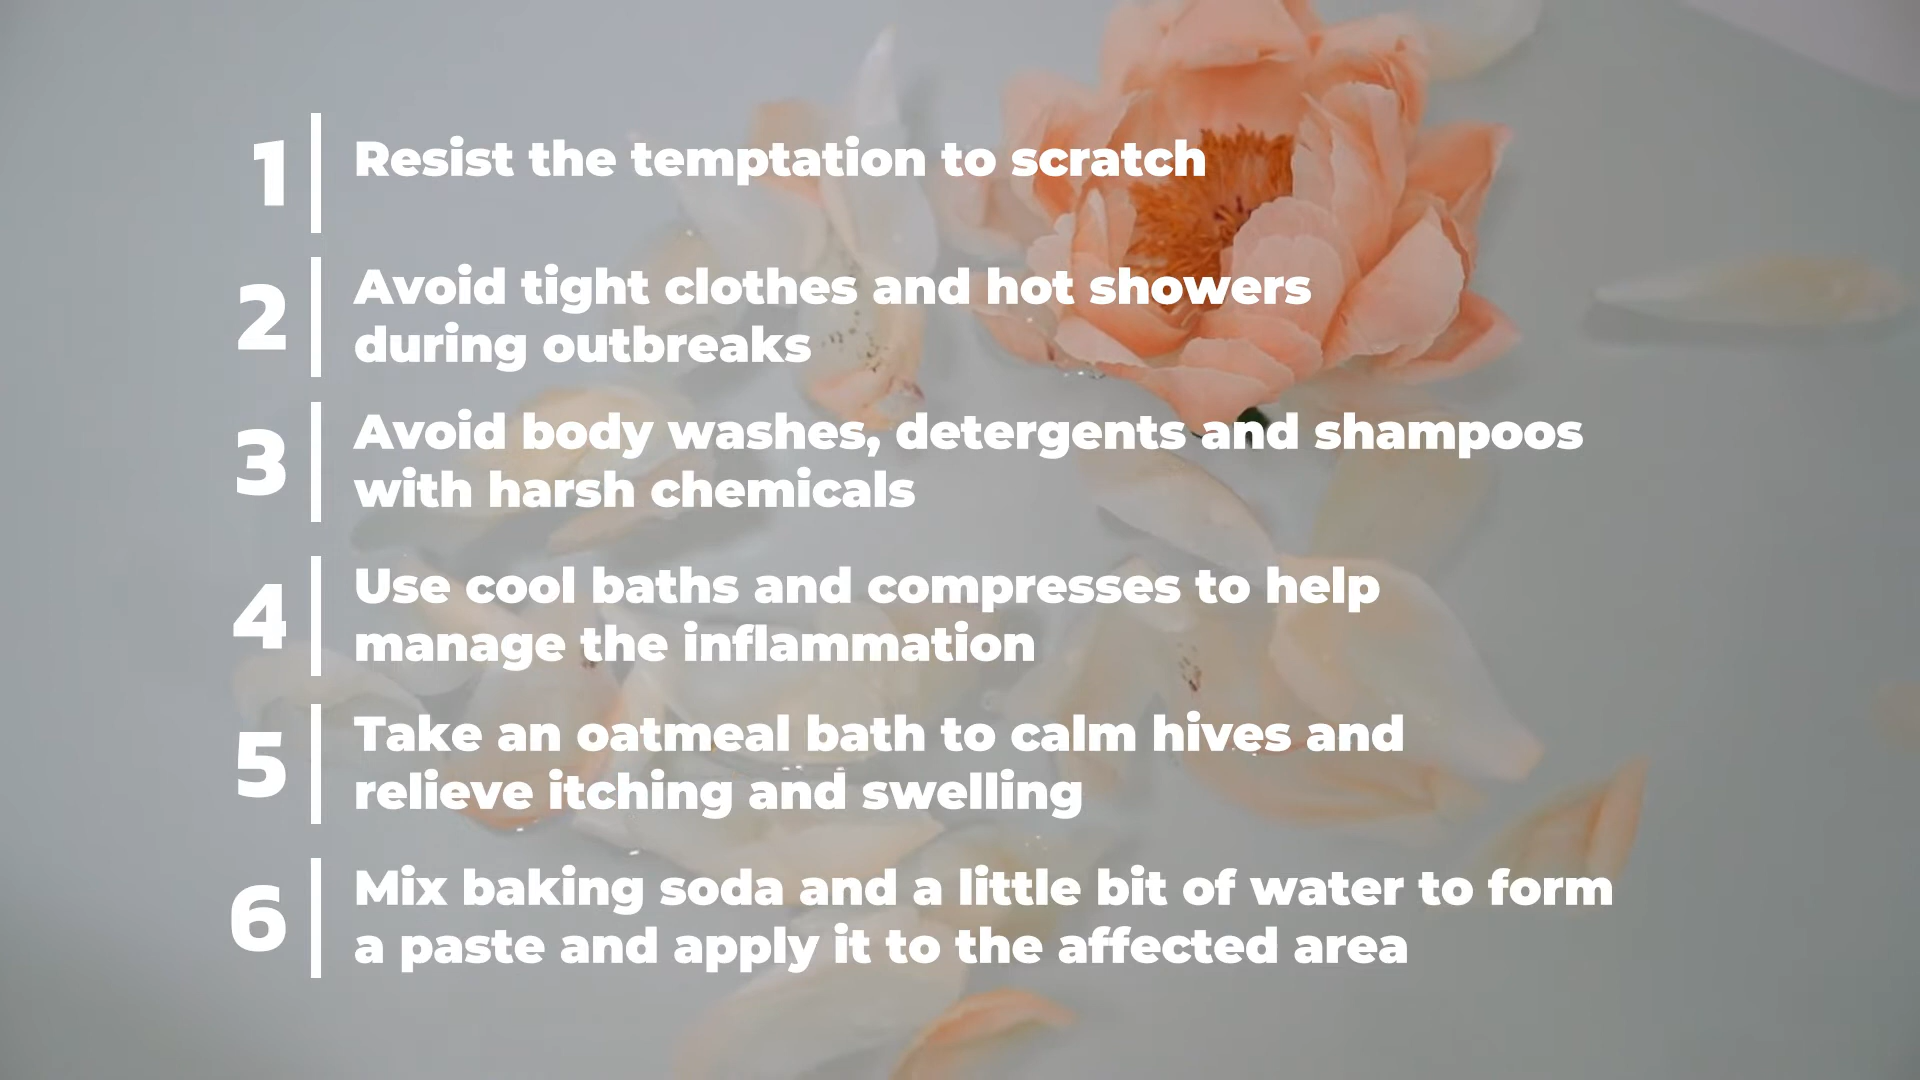 1 Resist the temptation to scratch
2 Avoid tight clothes and hot showers
during outbreaks
3 Avoid body washes, detergents and shampoos
with harsh chemicals
4 Use cool baths and compresses to help
manage the inflammation
5 Take an oatmeal bath to calm hives and
relieve itching and swelling
6 Mix baking soda and a little bit of water to form
a paste and apply it to the affected area